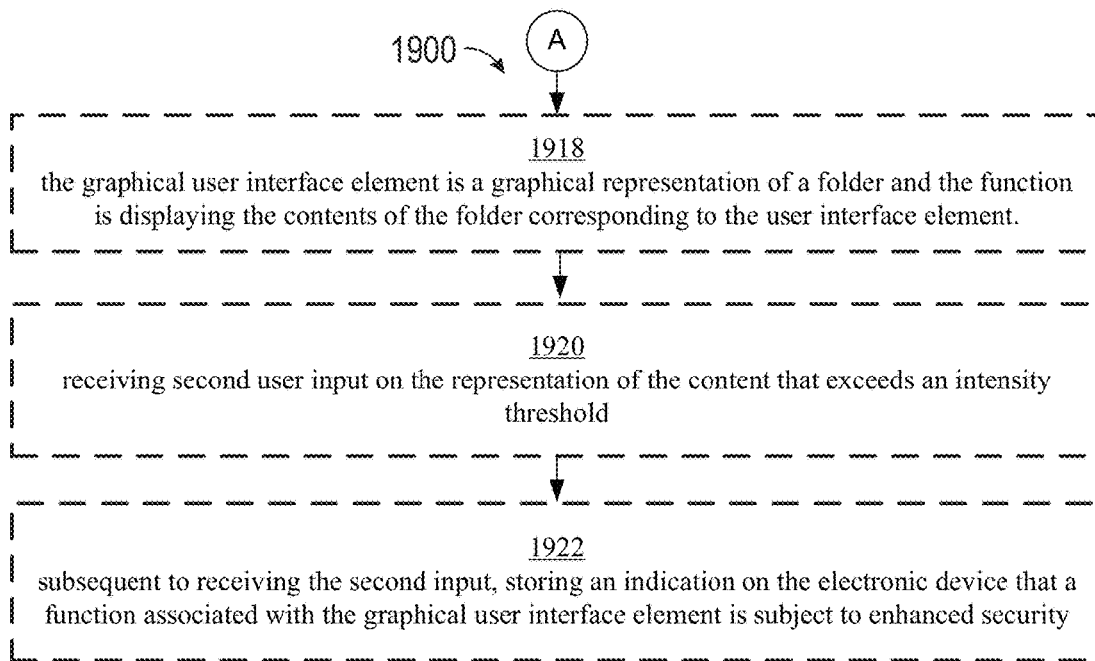 A
1900
1918
the graphical user interface element is a graphical representation of a folder and the function
is displaying the contents of the folder corresponding to the user interface element.
1920
receiving second user input on the representation of the content that exceeds an intensity
threshold
1922
subsequent to receiving the second input, storing an indication on the electronic device that a
function associated with the graphical user interface element is subject to enhanced security